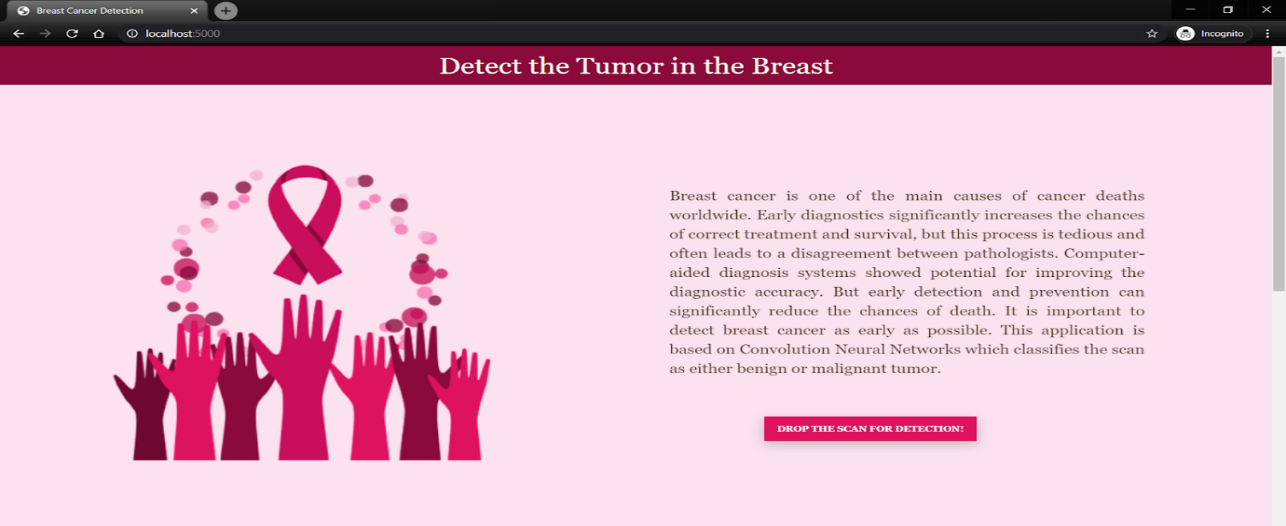 Breast Cancer Detection
localhost:5000
Incognito
Detect the Tumor in the Breast
Breast cancer is one of the main causes of cancer deaths
worldwide. Early diagnostics significantly increases the chances
of correct treatment and survival, but this process is tedious and
often leads to a disagreement between pathologists. Computer-
aided diagnosis systems showed potential for improving the
diagnostic accuracy. But early detection and prevention can
significantly reduce the chances of death. It is important to
detect breast cancer as early as possible. This application is
based on Convolution Neural Networks which classifies the scan
as either benign or malignant tumor.
DROP THE SCAN FOR DETECTION!